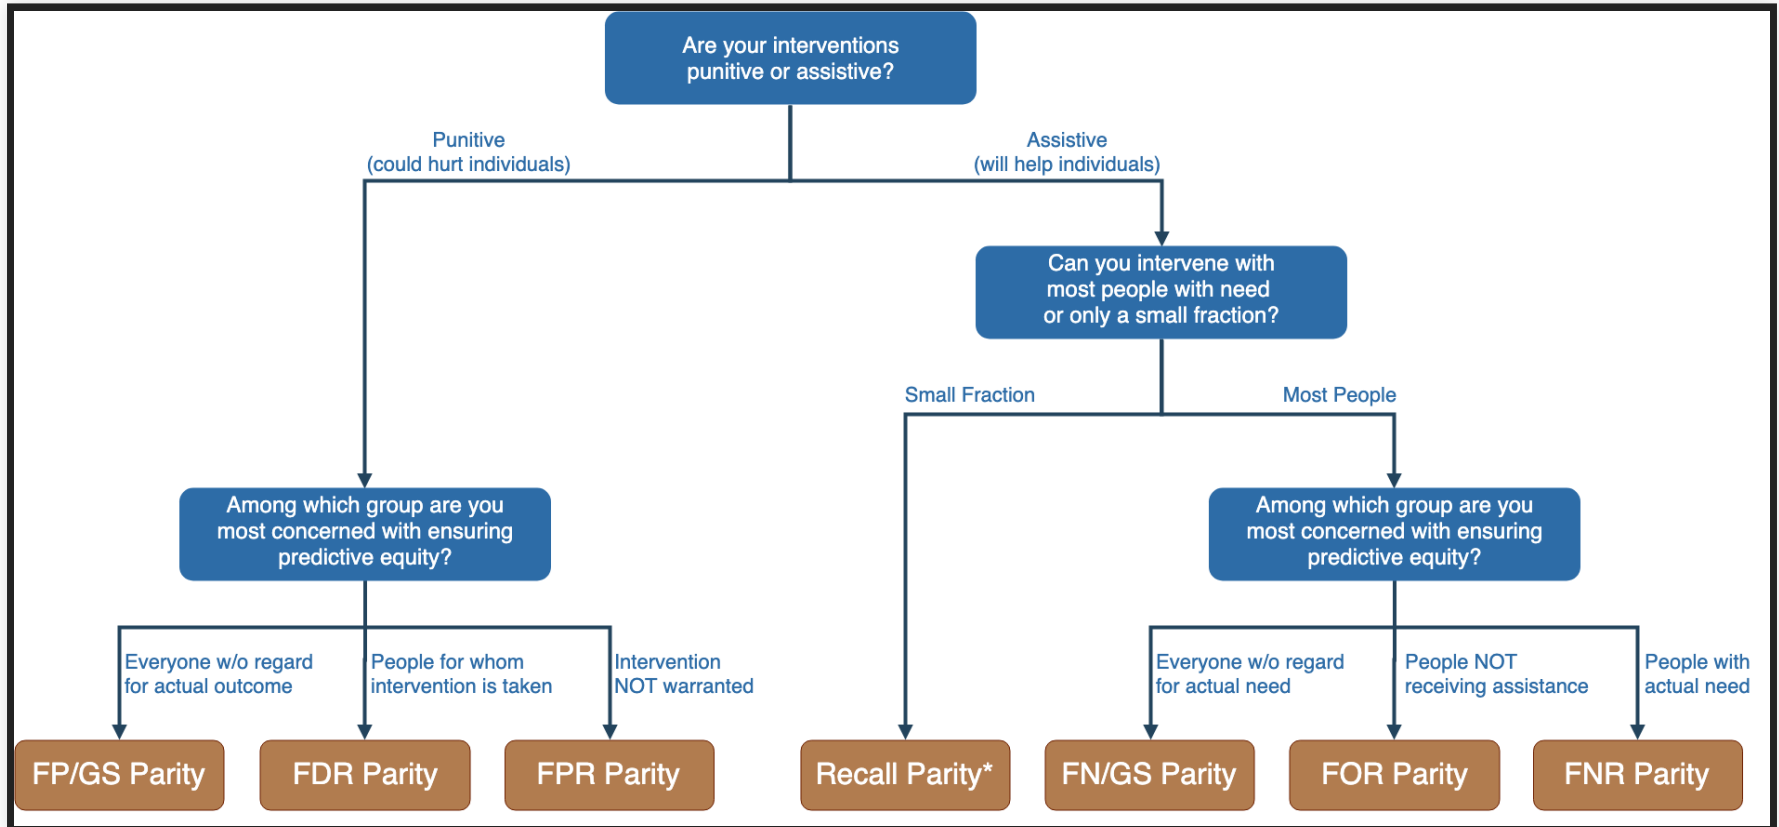 Are your interventions
punitive or assistive?
Punitive
(could hurt individuals)
Assistive
(will help individuals)
Can you intervene with
most people with need
or only a small fraction?
Small Fraction
Most People
Among which group are you
most concerned with ensuring
predictive equity?
Among which group are you
most concerned with ensuring
predictive equity?
Everyone w/o regard
for actual outcome
People for whom
intervention is taken
Intervention
NOT warranted
Everyone w/o regard
for actual need
People NOT
receiving assistance
People with
actual need
FP/GS Parity
FDR Parity
FPR Parity
Recall Parity*
FN/GS Parity
FOR Parity
FNR Parity